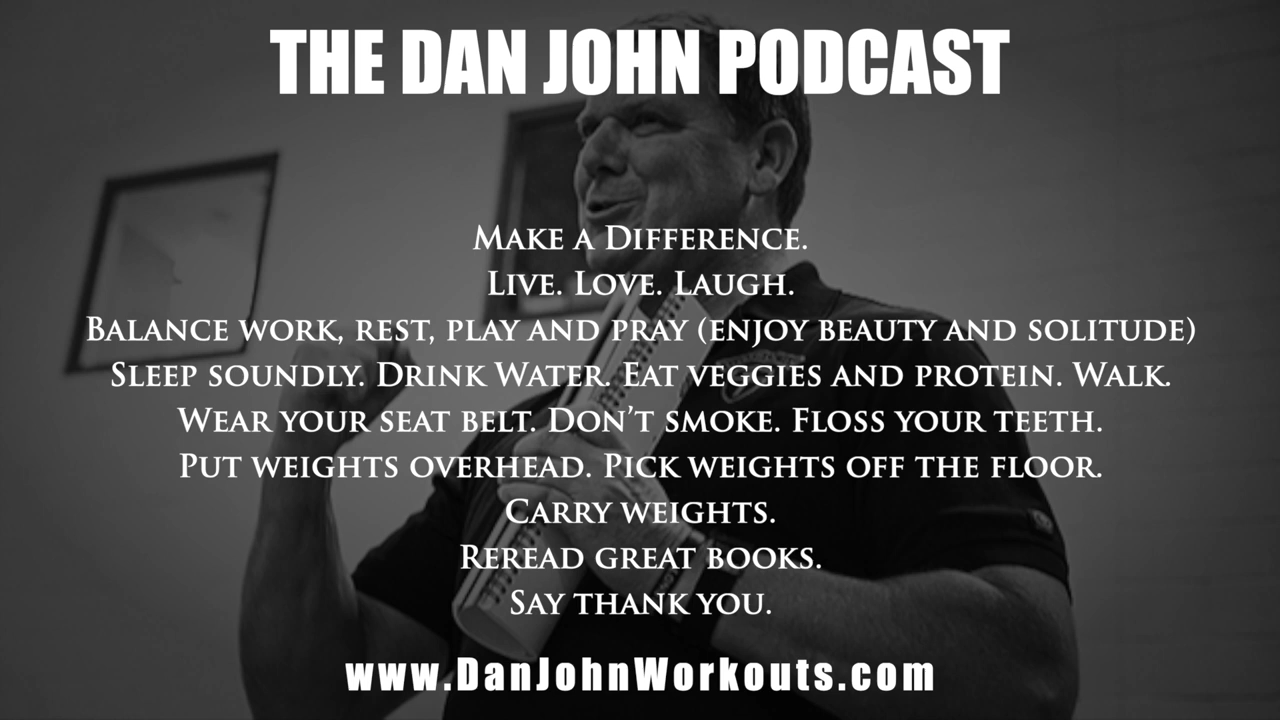 THE DAN JOHN PODCAST
MAKE A DIFFERENCE.
LIVE. LOVE. LAUGH.
BALANCE WORK, REST, PLAY AND PRAY (ENJOY BEAUTY AND SOLITUDE)
SLEEP SOUNDLY. DRINK WATER. EAT VEGGIES AND PROTEIN. WALK.
WEAR YOUR SEAT BELT. DON'T SMOKE. FLOSS YOUR TEETH.
PUT WEIGHTS OVERHEAD. PICK WEIGHTS OFF THE FLOOR.
CARRY WEIGHTS.
REREAD GREAT BOOKS.
SAY THANK YOU.
www.DanJohnWorkouts.com